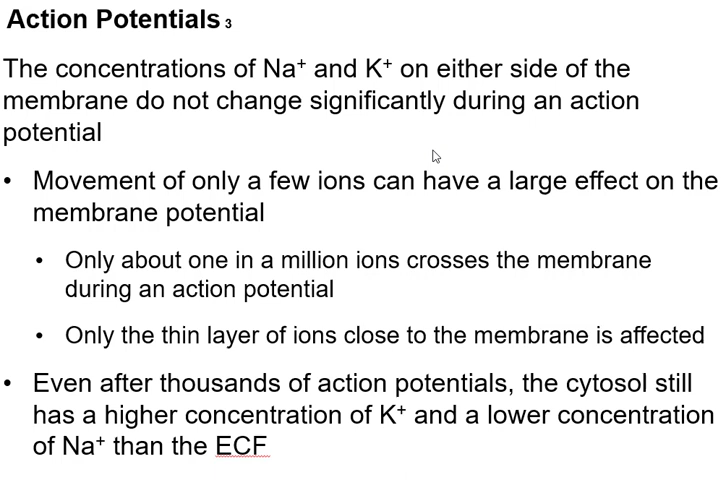 Action Potentials 3
The concentrations of Na⁺ and K⁺ on either side of the
membrane do not change significantly during an action
potential
• Movement of only a few ions can have a large effect on the
membrane potential
• Only about one in a million ions crosses the membrane
during an action potential
• Only the thin layer of ions close to the membrane is affected
• Even after thousands of action potentials, the cytosol still
has a higher concentration of K⁺ and a lower concentration
of Na⁺ than the ECF